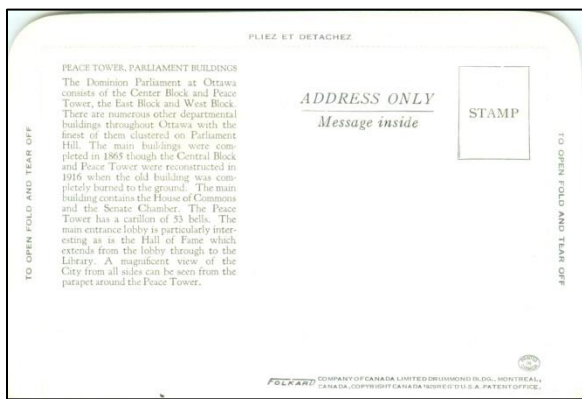 PLIEZ ET DETACHEZ
PEACE TOWER, PARLIAMENT BUILDINGS
The Dominion Parliament at Ottawa
consists of the Center Block and Peace
Tower, the East Block and West Block.
There are numerous other departmental
buildings throughout Ottawa with the
finest of them clustered on Parliament
Hill. The main buildings were com-
pleted in 1865 though the Central Block
and Peace Tower were reconstructed in
1916 when the old building was com-
pletely burned to the ground. The main
building contains the House of Commons
and the Senate Chamber. The Peace
Tower has a carillon of 53 bells. The
main entrance lobby is particularly inter-
esting as is the Hall of Fame which
extends from the lobby through to the
Library. A magnificent view of the
City from all sides can be seen from the
parapet around the Peace Tower.
TO OPEN FOLD AND TEAR OFF
ADDRESS ONLY
Message inside
STAMP
TO OPEN FOLD AND TEAR OFF
FOLKARD COMPANY OF CANADA LIMITED DRUMMOND BLDG., MONTREAL,
CANADA, COPYRIGHT CANADA REG'D U.S.A. PATENT OFFICE.